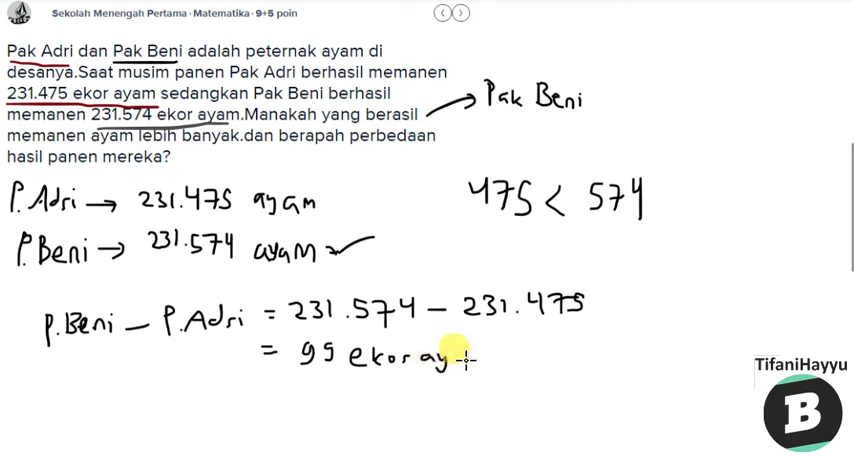 Sekolah Menengah Pertama · Matematika · 9+5 poin
Pak Adri dan Pak Beni adalah peternak ayam di
desanya.Saat musim panen Pak Adri berhasil memanen
231.475 ekor ayam sedangkan Pak Beni berhasil
memanen 231.574 ekor ayam.Manakah yang berasil
memanen ayam lebih banyak.dan berapah perbedaan
hasil panen mereka?
Pak Beni
P.Adri → 231.475 ayam
475 < 574
P.Beni → 231.574 ayam ✓
P.Beni – P.Adri = 231.574 – 231.475
= 99 ekor ay
TifaniHayyu
B